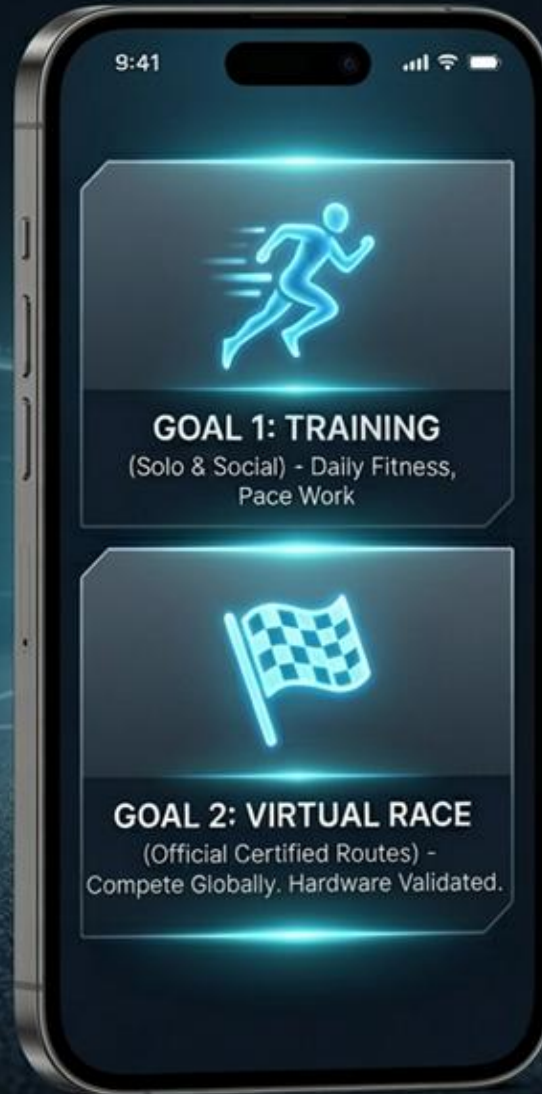 9:41
GOAL 1: TRAINING
(Solo & Social) - Daily Fitness,
Pace Work
GOAL 2: VIRTUAL RACE
(Official Certified Routes) -
Compete Globally. Hardware Validated.